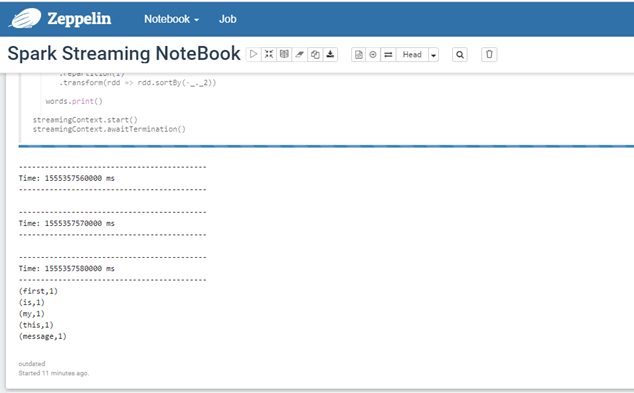 Zeppelin
Notebook
Job
Spark Streaming NoteBook
Head
.repartition(1)
.transform(rdd => rdd.sortBy(-_._2))
words.print()
streamingContext.start()
streamingContext.awaitTermination()
-------------------------------------------
Time: 1555357560000 ms
-------------------------------------------
-------------------------------------------
Time: 1555357570000 ms
-------------------------------------------
-------------------------------------------
Time: 1555357580000 ms
-------------------------------------------
(first,1)
(is,1)
(my,1)
(this,1)
(message,1)
outdated
Started 11 minutes ago.